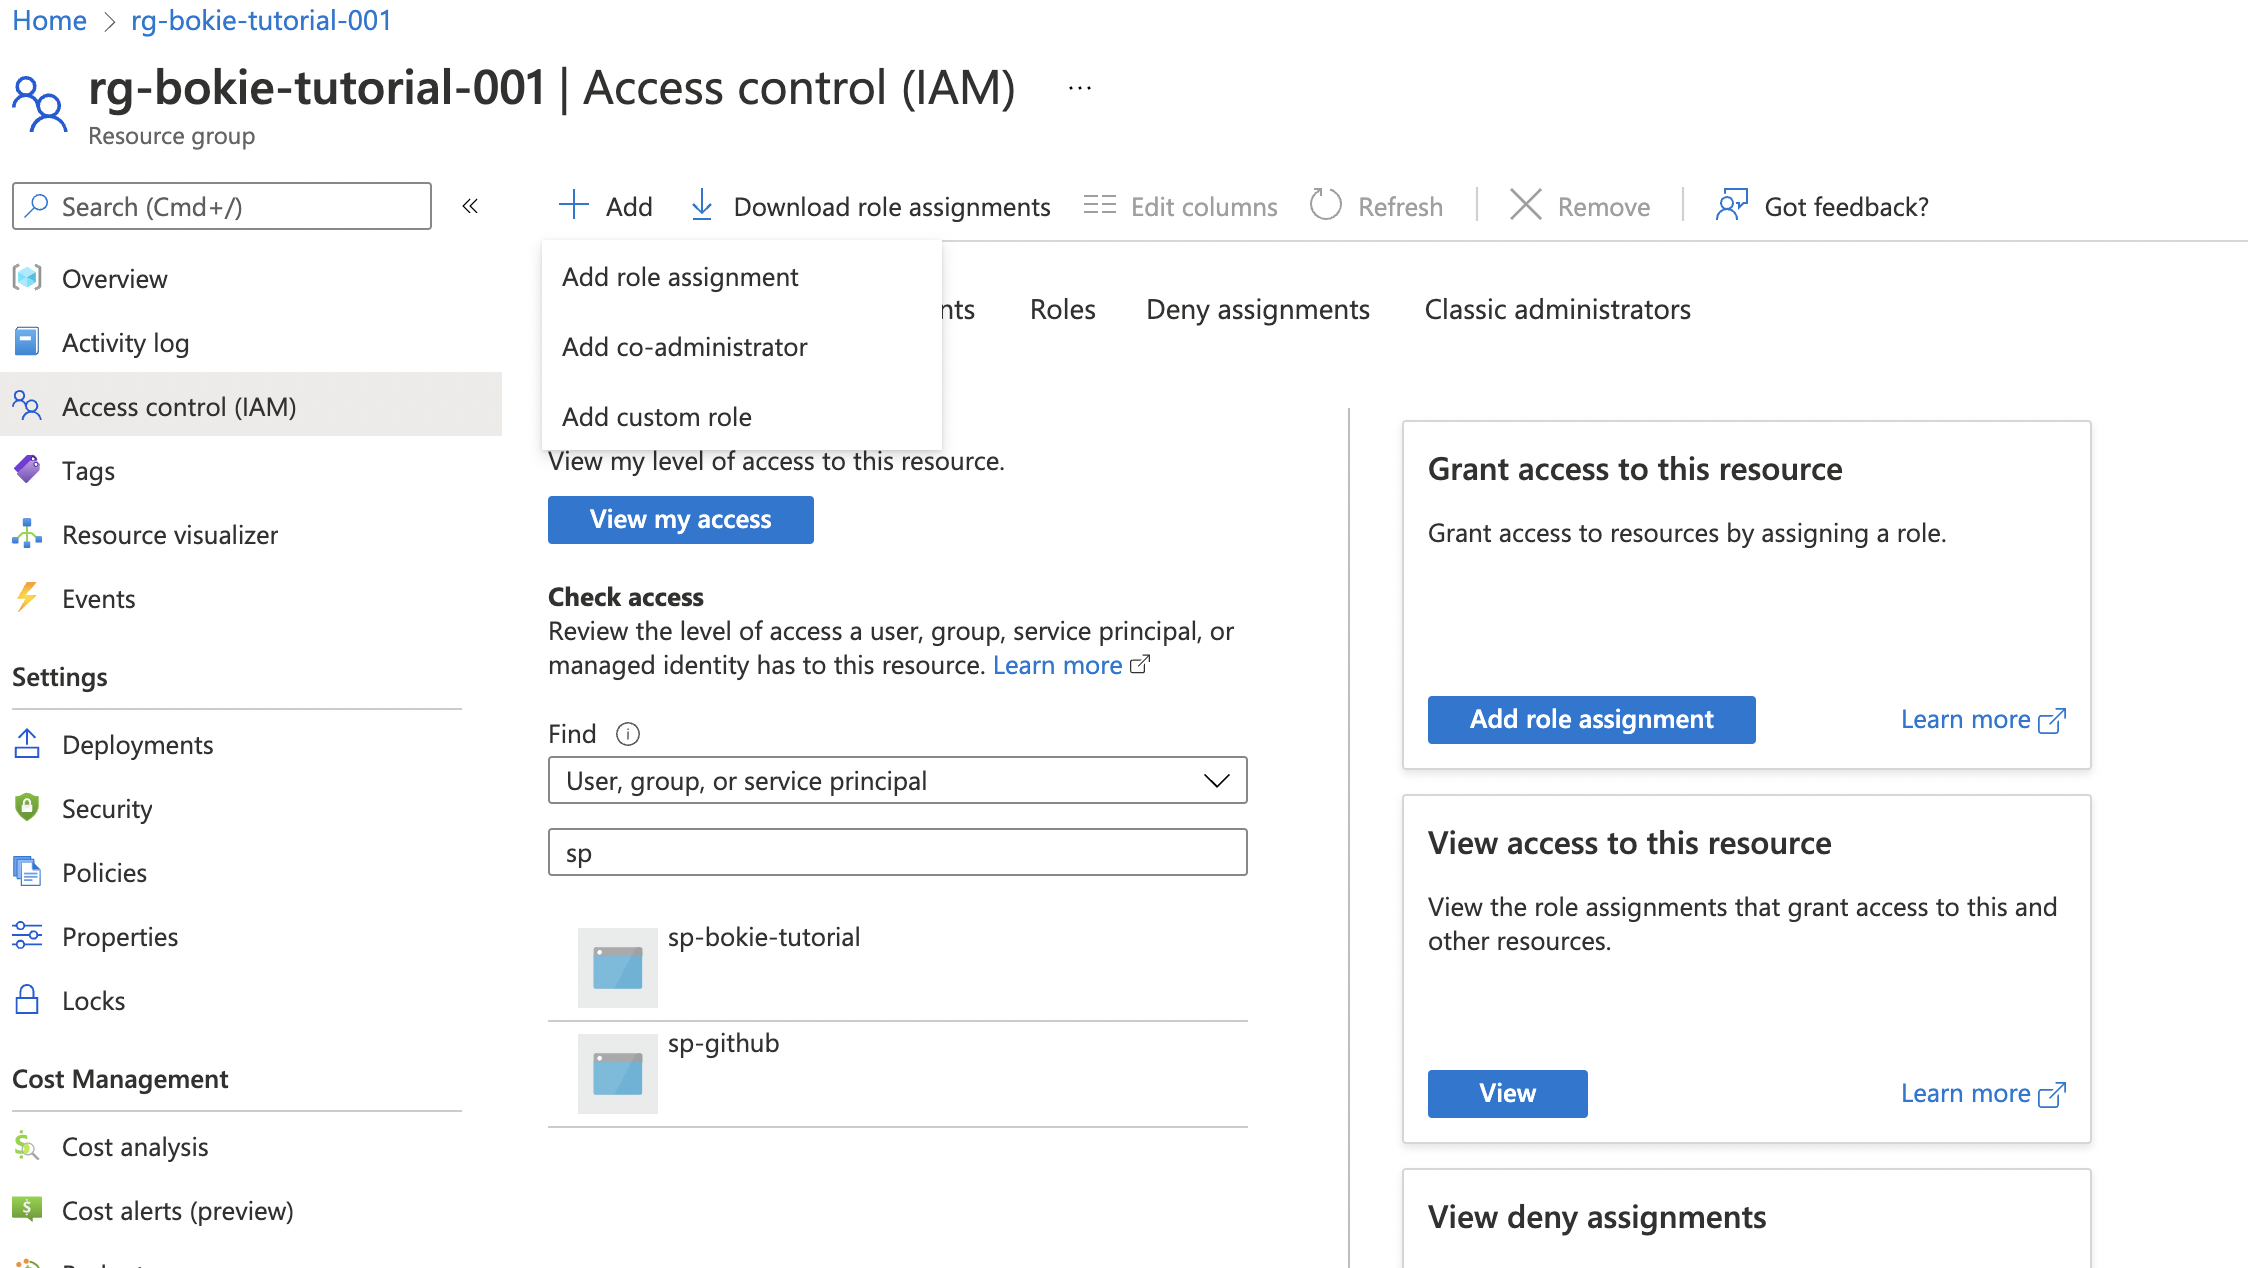 Home > rg-bokie-tutorial-001
rg-bokie-tutorial-001 | Access control (IAM) ...
Resource group
Search (Cmd+/)
«
Add
Download role assignments
Edit columns
Refresh
Remove
Got feedback?
Add role assignment
Add co-administrator
Add custom role
nts
Roles
Deny assignments
Classic administrators
Overview
Activity log
Access control (IAM)
Tags
Resource visualizer
Events
Settings
Deployments
Security
Policies
Properties
Locks
Cost Management
Cost analysis
Cost alerts (preview)
View my level of access to this resource.
View my access
Check access
Review the level of access a user, group, service principal, or
managed identity has to this resource. Learn more
Find
User, group, or service principal
sp
sp-bokie-tutorial
sp-github
Grant access to this resource
Grant access to resources by assigning a role.
Add role assignment
Learn more
View access to this resource
View the role assignments that grant access to this and
other resources.
View
Learn more
View deny assignments